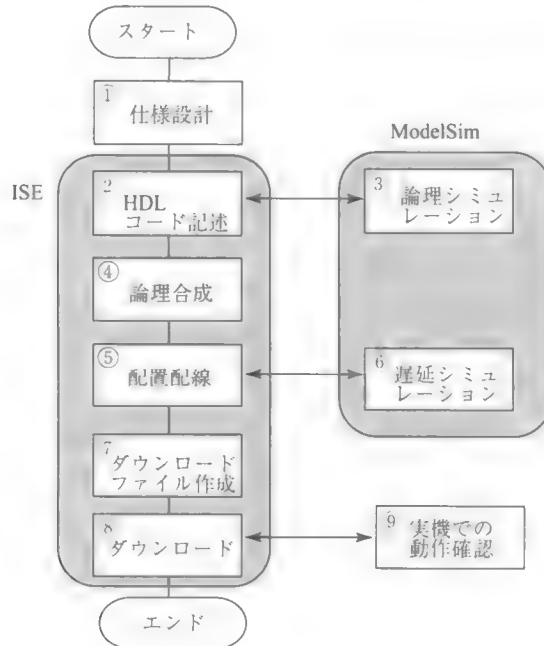 スタート
1
仕様設計
ISE
ModelSim
2
HDL
コード記述
3
論理シミュ
レーション
④
論理合成
⑤
配置配線
6
遅延シミュ
レーション
7
ダウンロード
ファイル作成
8
ダウンロード
9
実機での
動作確認
エンド